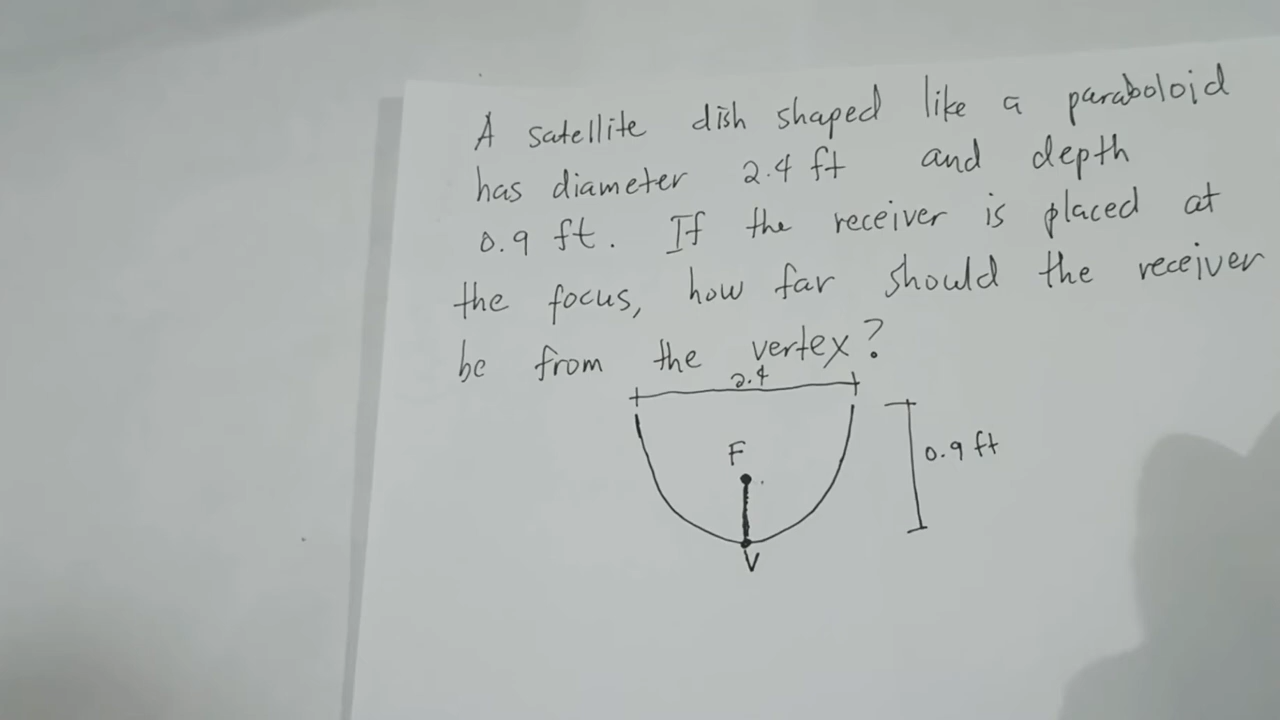 A satellite dish shaped like a paraboloid
has diameter 2.4 ft and depth
0.9 ft. If the receiver is placed at
the focus, how far should the receiver
be from the vertex?
2.4
F
0.9 ft
V